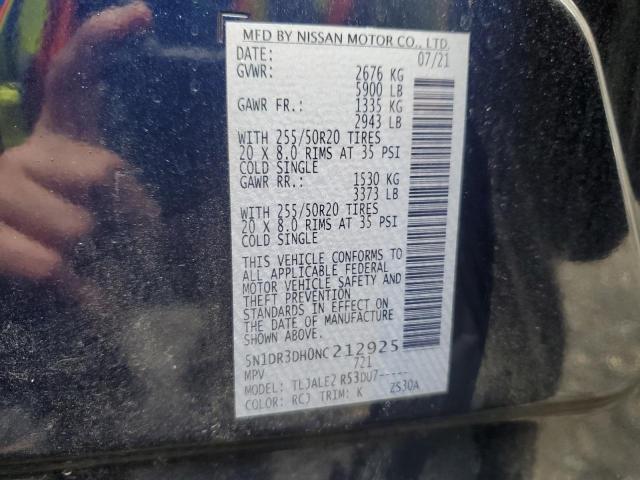 MFD BY NISSAN MOTOR CO., LTD.
DATE: 07/21
GVWR: 2676 KG
5900 LB
GAWR FR.: 1335 KG
2943 LB
WITH 255/50R20 TIRES
20 X 8.0 RIMS AT 35 PSI
COLD SINGLE
GAWR RR.: 1530 KG
3373 LB
WITH 255/50R20 TIRES
20 X 8.0 RIMS AT 35 PSI
COLD SINGLE
THIS VEHICLE CONFORMS TO
ALL APPLICABLE FEDERAL
MOTOR VEHICLE SAFETY AND
THEFT PREVENTION
STANDARDS IN EFFECT ON
THE DATE OF MANUFACTURE
SHOWN ABOVE.
5N1DR3DH0NC212925
MPV 721
MODEL: TLJALEZ R53DU7-----
COLOR: RCJ TRIM: K ZS30A